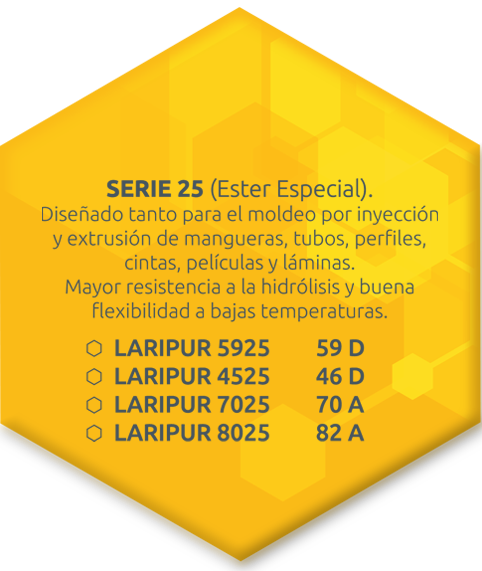 SERIE 25 (Ester Especial).
Diseñado tanto para el moldeo por inyección
y extrusión de mangueras, tubos, perfiles,
cintas, películas y láminas.
Mayor resistencia a la hidrólisis y buena
flexibilidad a bajas temperaturas.
LARIPUR 5925 59 D
LARIPUR 4525 46 D
LARIPUR 7025 70 A
LARIPUR 8025 82 A